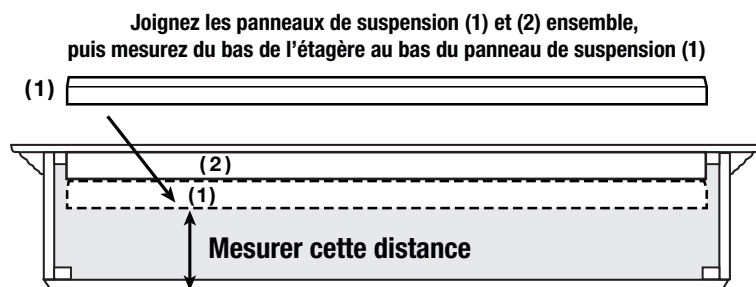 Joignez les panneaux de suspension (1) et (2) ensemble,
puis mesurez du bas de l’étagère au bas du panneau de suspension (1)
(1)
(2)
(1)
Mesurer cette distance